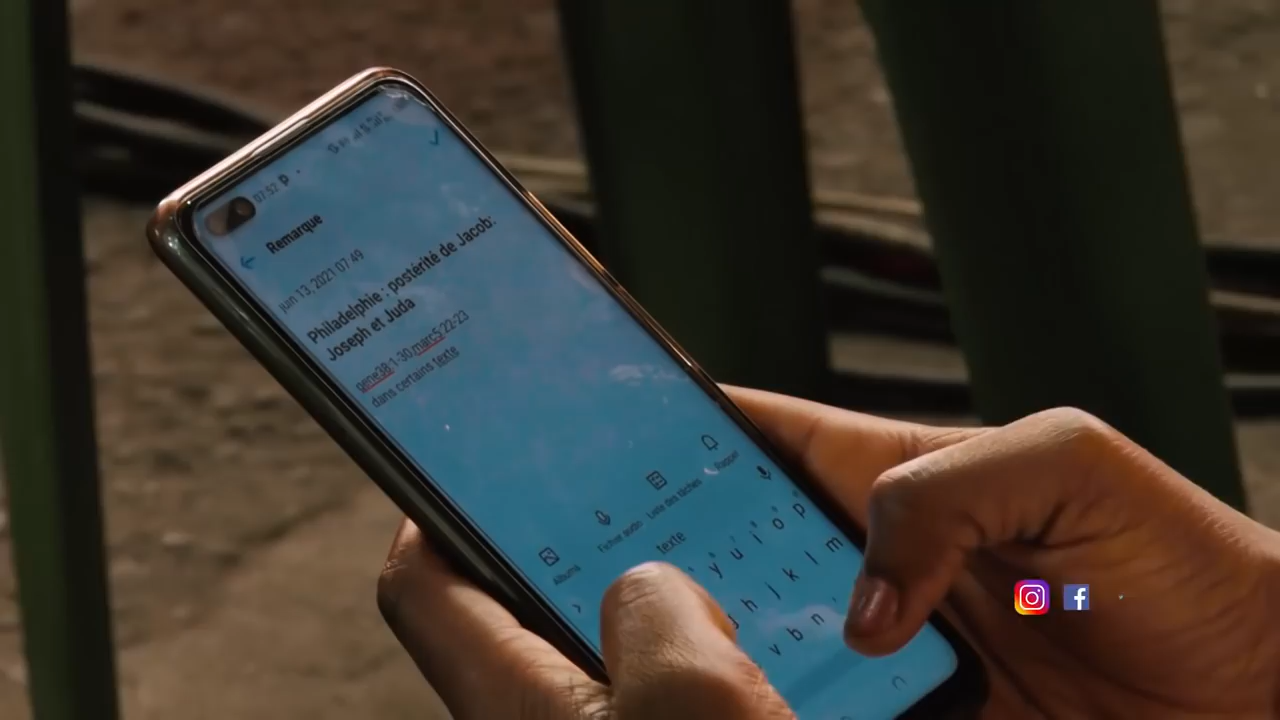 07:52
Remarque
juin 13, 2021 07:49
Philadelphie : postérité de Jacob:
Joseph et Juda
gene38:1-30,marc5:22-23
dans certains texte
Albums
Fichier audio
Liste des tâches
Rappel
texte
y u i o p
h j k l m
v b n '